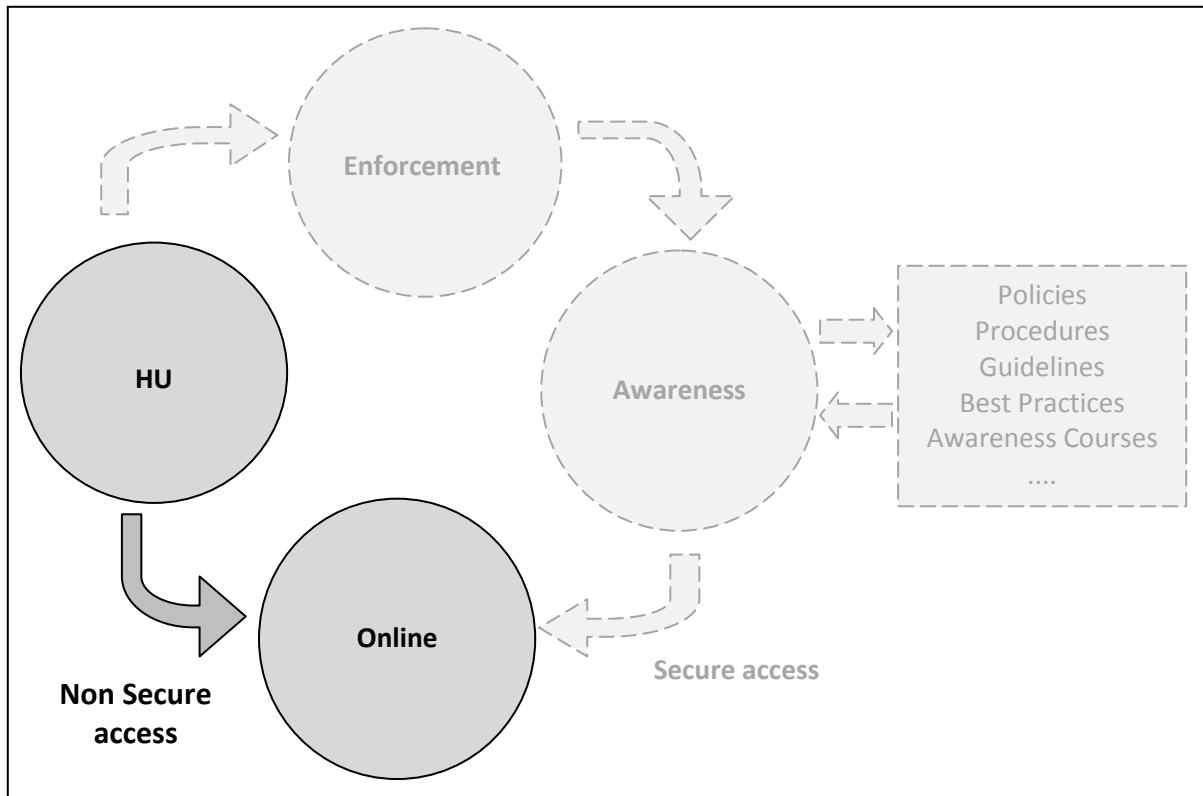 Enforcement
HU
Awareness
Policies
Procedures
Guidelines
Best Practices
Awareness Courses
....
Online
Non Secure
access
Secure access